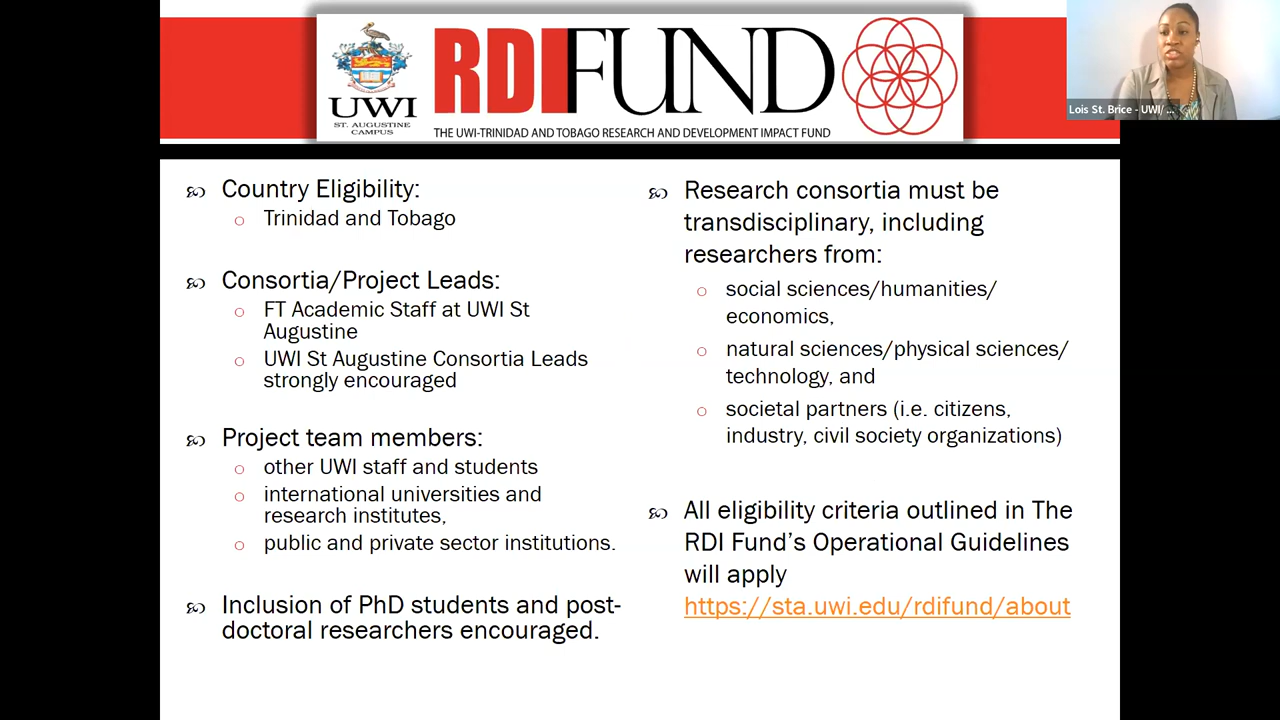 UWI
ST. AUGUSTINE
CAMPUS
RDI FUND
THE UWI-TRINIDAD AND TOBAGO RESEARCH AND DEVELOPMENT IMPACT FUND
Lois St. Brice - UWI/ ...
Country Eligibility:
Trinidad and Tobago
Consortia/Project Leads:
FT Academic Staff at UWI St
Augustine
UWI St Augustine Consortia Leads
strongly encouraged
Project team members:
other UWI staff and students
international universities and
research institutes,
public and private sector institutions.
Inclusion of PhD students and post-
doctoral researchers encouraged.
Research consortia must be
transdisciplinary, including
researchers from:
social sciences/humanities/
economics,
natural sciences/physical sciences/
technology, and
societal partners (i.e. citizens,
industry, civil society organizations)
All eligibility criteria outlined in The
RDI Fund's Operational Guidelines
will apply
https://sta.uwi.edu/rdifund/about